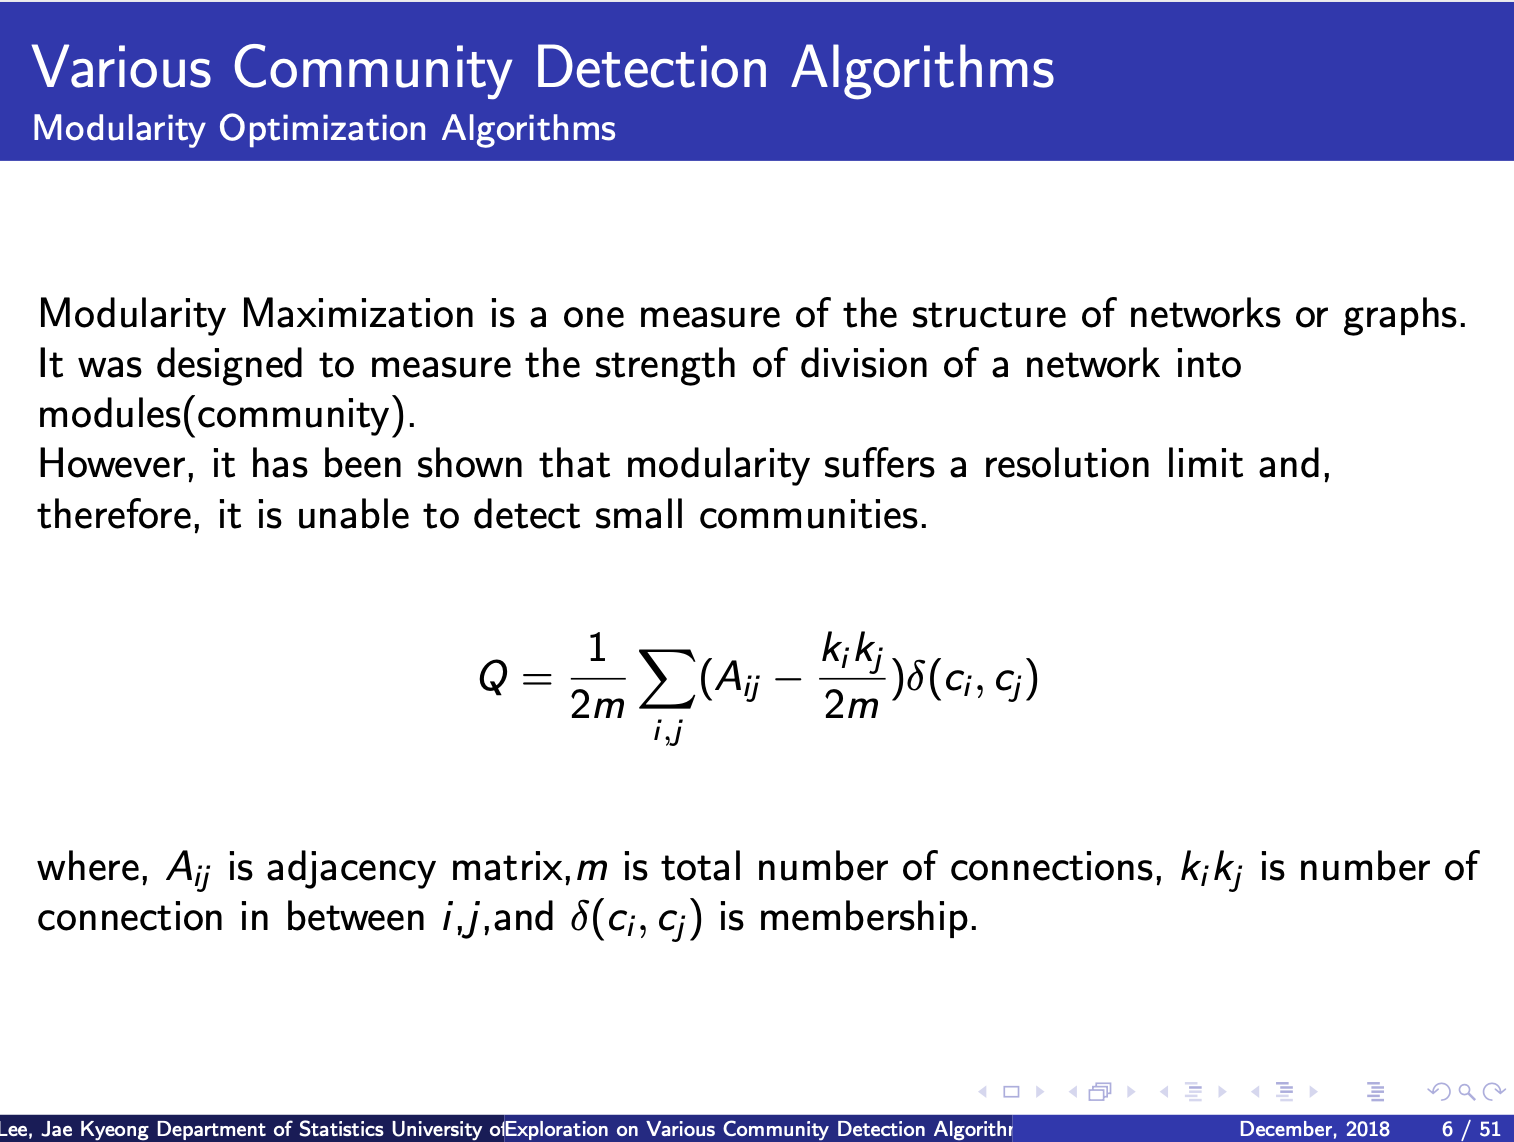 Various Community Detection Algorithms
Modularity Optimization Algorithms
Modularity Maximization is a one measure of the structure of networks or graphs.
It was designed to measure the strength of division of a network into
modules(community).
However, it has been shown that modularity suffers a resolution limit and,
therefore, it is unable to detect small communities.
Q = \frac{1}{2m} \sum_{i,j} (A_{ij} − \frac{k_i k_j}{2m}) δ(c_i, c_j)
where, A_{ij} is adjacency matrix,m is total number of connections, k_i k_j is number of
connection in between i,j,and δ(c_i, c_j) is membership.
Lee, Jae Kyeong Department of Statistics University of Exploration on Various Community Detection Algorithm December, 2018 6 / 51